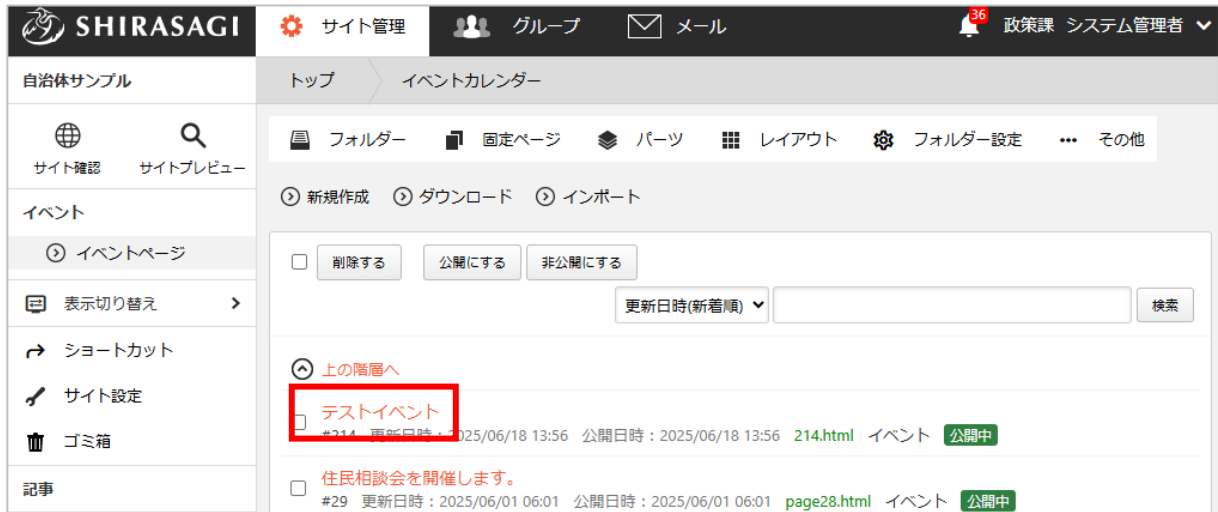 SHIRASAGI サイト管理 グループ メール 36 政策課 システム管理者
自治体サンプル トップ イベントカレンダー
フォルダー 固定ページ パーツ レイアウト フォルダー設定 ••• その他
サイト確認 サイトプレビュー
新規作成 ダウンロード インポート
イベント
イベントページ
削除する 公開にする 非公開にする
表示切り替え 更新日時(新着順) 検索
ショートカット
上の階層へ
サイト設定
テストイベント
#214 更新日時：2025/06/18 13:56 公開日時：2025/06/18 13:56 214.html イベント 公開中
ゴミ箱
住民相談会を開催します。
記事
#29 更新日時：2025/06/01 06:01 公開日時：2025/06/01 06:01 page28.html イベント 公開中